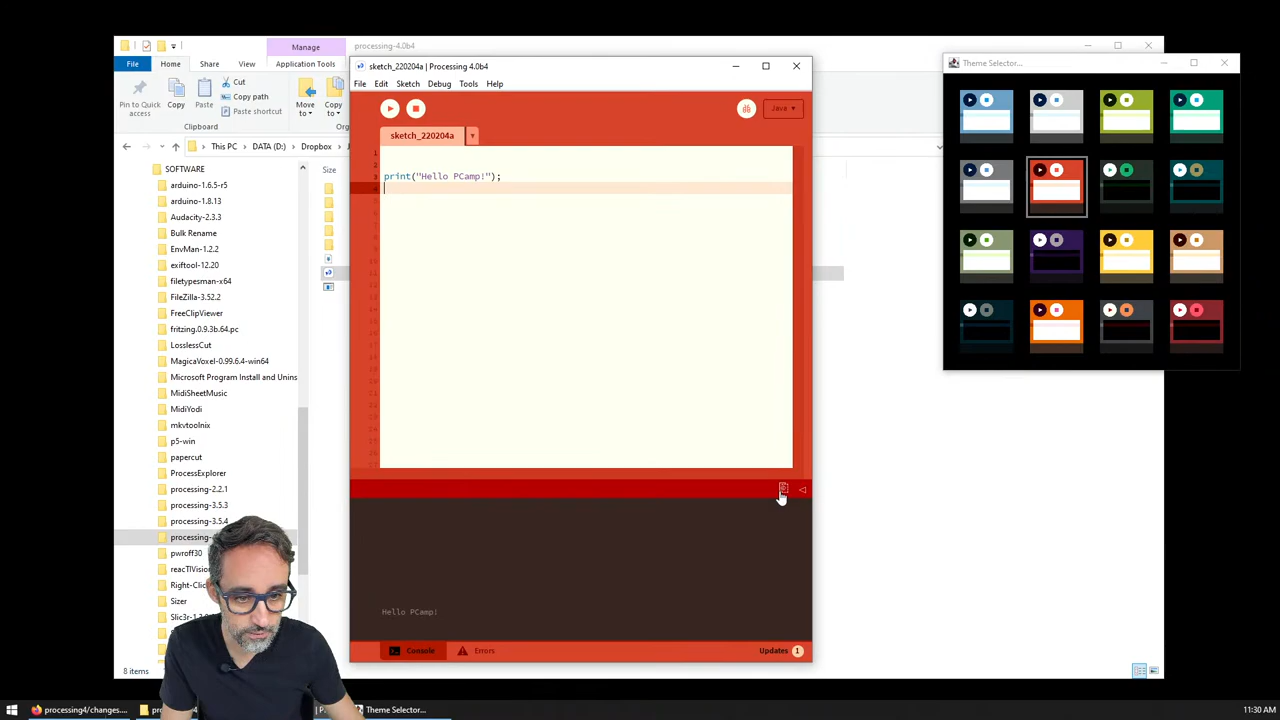 Manage
processing-4.0b4
File
Home
Share
View
Application Tools
Pin to Quick access
Copy
Paste
Cut
Copy path
Paste shortcut
Move to
Clipboard
This PC
DATA (D:)
Dropbox
SOFTWARE
arduino-1.6.5-r5
arduino-1.8.13
Audacity-2.3.3
Bulk Rename
EnvMan-1.2.2
exiftool-12.20
filetypesman-x64
FileZilla-3.52.2
FreeClipViewer
fritzing.0.9.3b.64.pc
LosslessCut
MagicaVoxel-0.99.6.4-win64
Microsoft Program Install and Unins
MidiSheetMusic
MidiYodi
mkvtoolnix
p5-win
papercut
ProcessExplorer
processing-2.2.1
processing-3.5.3
processing-3.5.4
processing-
pwroff30
reacTIVision
Right-Click
Sizer
Size
8 items
sketch_220204a | Processing 4.0b4
File Edit Sketch Debug Tools Help
Java
sketch_220204a
print("Hello PCamp!");
Hello PCamp!
Console
Errors
Updates 1
Theme Selector...
processing4/changes....
Theme Selector...
11:30 AM